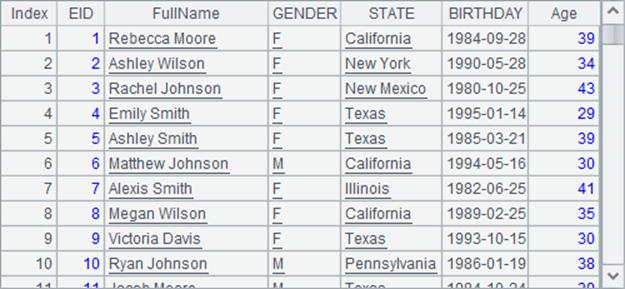 Index EID FullName GENDER STATE BIRTHDAY Age
1 1 Rebecca Moore F California 1984-09-28 39
2 2 Ashley Wilson F New York 1990-05-28 34
3 3 Rachel Johnson F New Mexico 1980-10-25 43
4 4 Emily Smith F Texas 1995-01-14 29
5 5 Ashley Smith F Texas 1985-03-21 39
6 6 Matthew Johnson M California 1994-05-16 30
7 7 Alexis Smith F Illinois 1982-06-25 41
8 8 Megan Wilson F California 1989-02-25 35
9 9 Victoria Davis F Texas 1993-10-15 30
10 10 Ryan Johnson M Pennsylvania 1986-01-19 38
11 11 Jacob Moore M Texas